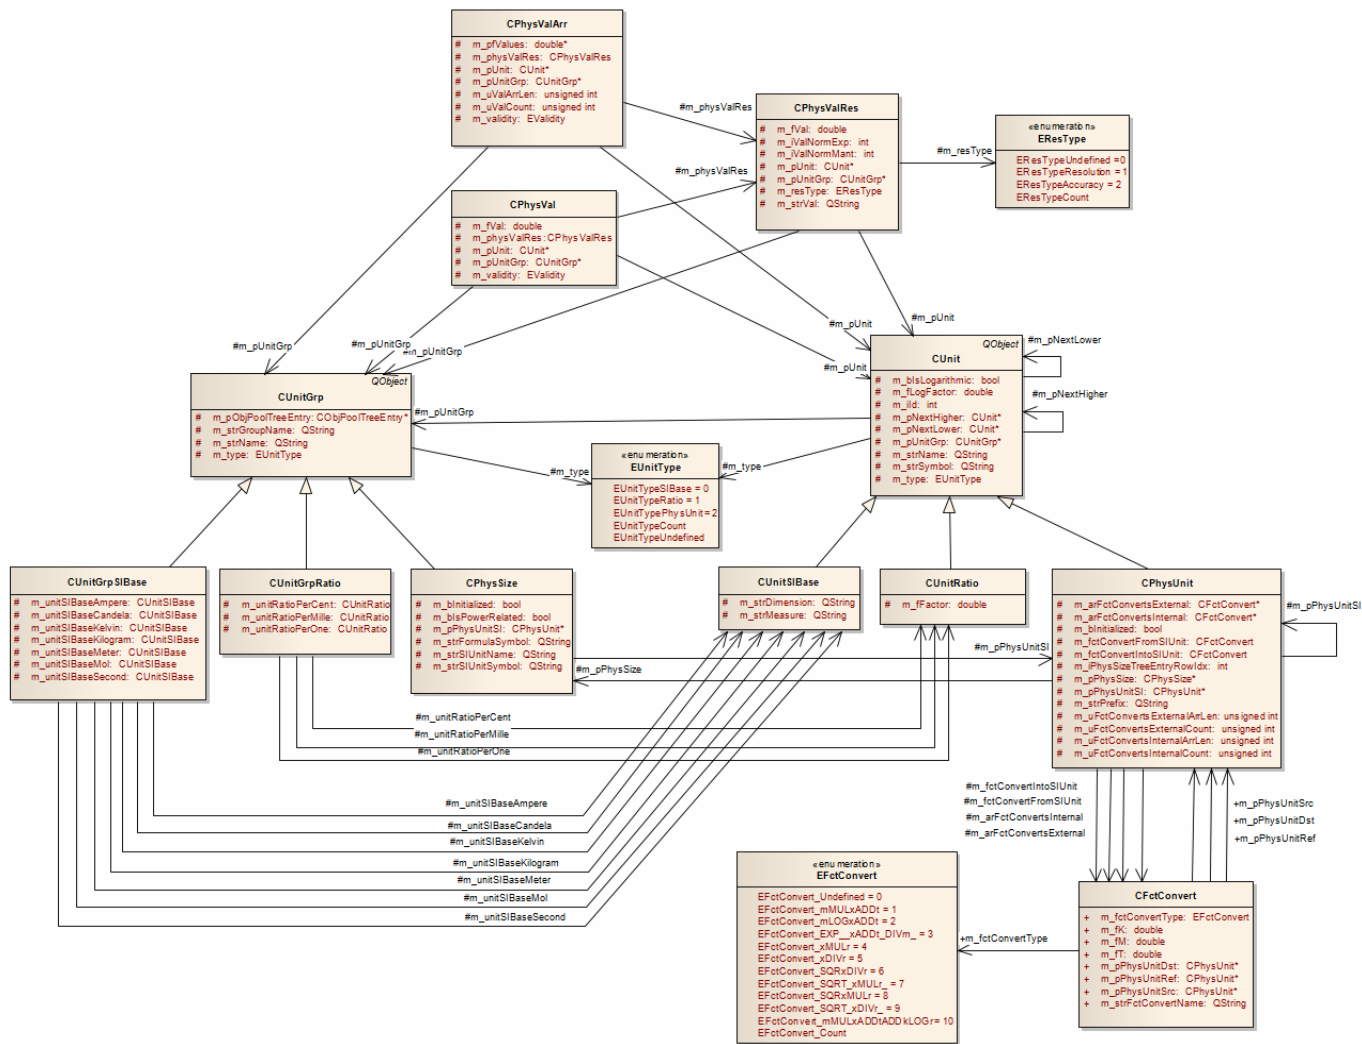 CPhysValArr
# m_pfValues: double*
# m_physValRes: CPhysValRes
# m_pUnit: CUnit*
# m_pUnitGrp: CUnitGrp*
# m_uValArrLen: unsigned int
# m_uValCount: unsigned int
# m_validity: EValidity
#m_physValRes
CPhysValRes
# m_fVal: double
# m_iValNormExp: int
# m_iValNormMant: int
# m_pUnit: CUnit*
# m_pUnitGrp: CUnitGrp*
# m_resType: EResType
# m_strVal: QString
#m_resType
«enumeration»
EResType
EResTypeUndefined =0
EResTypeResolution = 1
EResTypeAccuracy = 2
EResTypeCount
#m_physValRes
CPhysVal
# m_fVal: double
# m_physValRes: CPhysValRes
# m_pUnit: CUnit*
# m_pUnitGrp: CUnitGrp*
# m_validity: EValidity
#m_pUnitGrp
#m_pUnitGrp
#m_pUnitGrp
#m_pUnit
#m_pUnit
#m_pUnit
QObject
CUnit
# m_bIsLogarithmic: bool
# m_fLogFactor: double
# m_iId: int
# m_pNextHigher: CUnit*
# m_pNextLower: CUnit*
# m_pUnitGrp: CUnitGrp*
# m_strName: QString
# m_strSymbol: QString
# m_type: EUnitType
#m_pNextLower
#m_pNextHigher
QObject
CUnitGrp
# m_pObjPoolTreeEntry: CObjPoolTreeEntry*
# m_strGroupName: QString
# m_strName: QString
# m_type: EUnitType
#m_pUnitGrp
#m_type
#m_type
«enumeration»
EUnitType
EUnitTypeSIBase = 0
EUnitTypeRatio = 1
EUnitTypePhysUnit = 2
EUnitTypeCount
EUnitTypeUndefined
CUnitGrpSIBase
# m_unitSIBaseAmpere: CUnitSIBase
# m_unitSIBaseCandela: CUnitSIBase
# m_unitSIBaseKelvin: CUnitSIBase
# m_unitSIBaseKilogram: CUnitSIBase
# m_unitSIBaseMeter: CUnitSIBase
# m_unitSIBaseMol: CUnitSIBase
# m_unitSIBaseSecond: CUnitSIBase
CUnitGrpRatio
# m_unitRatioPerCent: CUnitRatio
# m_unitRatioPerMille: CUnitRatio
# m_unitRatioPerOne: CUnitRatio
CPhysSize
# m_bInitialized: bool
# m_bIsPowerRelated: bool
# m_pPhysUnitSI: CPhysUnit*
# m_strFormulaSymbol: QString
# m_strSIUnitName: QString
# m_strSIUnitSymbol: QString
CUnitSIBase
# m_strDimension: QString
# m_strMeasure: QString
CUnitRatio
# m_fFactor: double
CPhysUnit
# m_arFctConvertsExternal: CFctConvert*
# m_arFctConvertsInternal: CFctConvert*
# m_bInitialized: bool
# m_fctConvertFromSIUnit: CFctConvert
# m_fctConvertIntoSIUnit: CFctConvert
# m_iPhysSizeTreeEntryRowIdx: int
# m_pPhysSize: CPhysSize*
# m_pPhysUnitSI: CPhysUnit*
# m_strPrefix: QString
# m_uFctConvertsExternalArrLen: unsigned int
# m_uFctConvertsExternalCount: unsigned int
# m_uFctConvertsInternalArrLen: unsigned int
# m_uFctConvertsInternalCount: unsigned int
#m_pPhysUnitSI
#m_pPhysUnitSI
#m_pPhysSize
#m_unitRatioPerCent
#m_unitRatioPerMille
#m_unitRatioPerOne
#m_unitSIBaseAmpere
#m_unitSIBaseCandela
#m_unitSIBaseKelvin
#m_unitSIBaseKilogram
#m_unitSIBaseMeter
#m_unitSIBaseMol
#m_unitSIBaseSecond
#m_fctConvertIntoSIUnit
#m_fctConvertFromSIUnit
#m_arFctConvertsInternal
#m_arFctConvertsExternal
+m_pPhysUnitSrc
+m_pPhysUnitDst
+m_pPhysUnitRef
«enumeration»
EFctConvert
EFctConvert_Undefined = 0
EFctConvert_mMULxADDt = 1
EFctConvert_mLOGxADDt = 2
EFctConvert_EXP__xADDt_DIVm_ = 3
EFctConvert_xMULr = 4
EFctConvert_xDIVr = 5
EFctConvert_SQRxDIVr = 6
EFctConvert_SQRT_xMULr_ = 7
EFctConvert_SQRxMULr = 8
EFctConvert_SQRT_xDIVr_ = 9
EFctConvert_mMULxADDtADDkLOGr= 10
EFctConvert_Count
+m_fctConvertType
CFctConvert
+ m_fctConvertType: EFctConvert
+ m_fK: double
+ m_fM: double
+ m_fT: double
+ m_pPhysUnitDst: CPhysUnit*
+ m_pPhysUnitRef: CPhysUnit*
+ m_pPhysUnitSrc: CPhysUnit*
+ m_strFctConvertName: QString